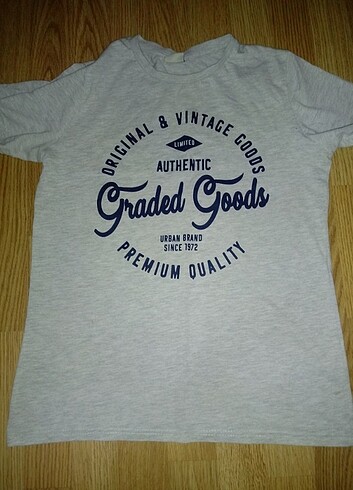 ORIGINAL & VINTAGE GOODS
LIMITED
AUTHENTIC
Graded Goods
URBAN BRAND
SINCE 1972
PREMIUM QUALITY